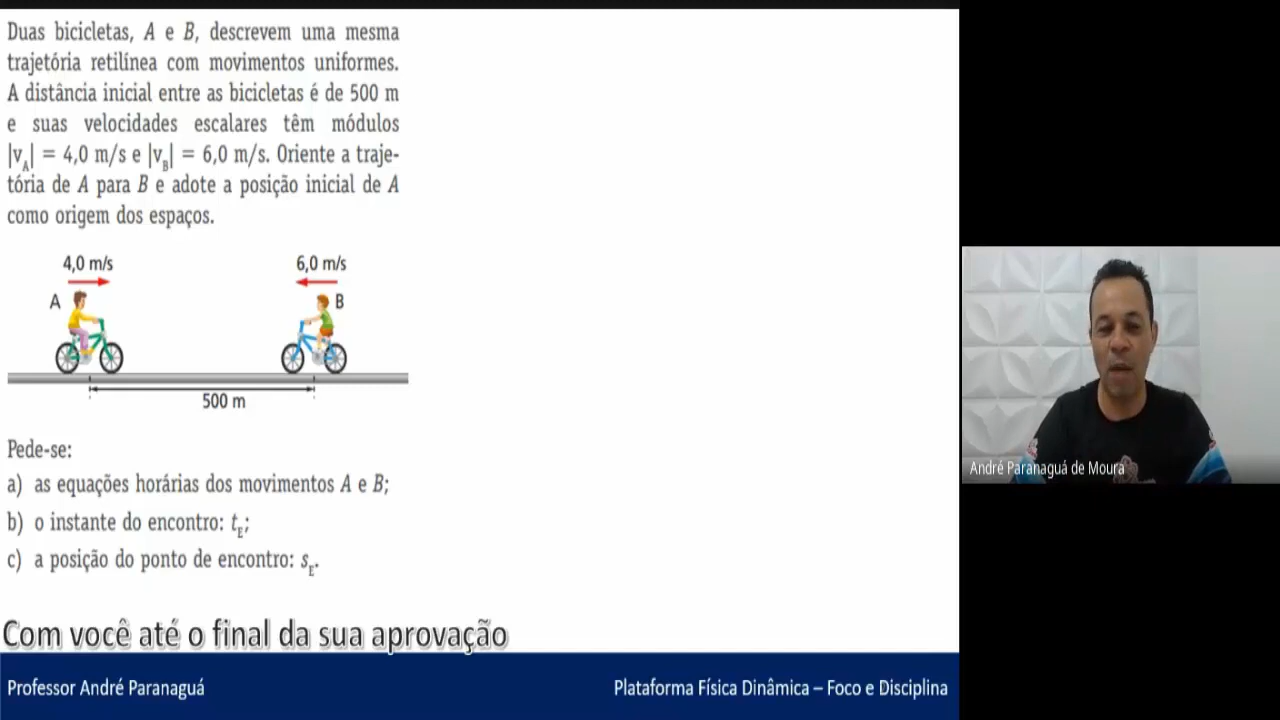 Duas bicicletas, A e B, descrevem uma mesma
trajetória retilínea com movimentos uniformes.
A distância inicial entre as bicicletas é de 500 m
e suas velocidades escalares têm módulos
|v_A| = 4,0 m/s e |v_B| = 6,0 m/s. Oriente a traje-
tória de A para B e adote a posição inicial de A
como origem dos espaços.
4,0 m/s
6,0 m/s
A
B
500 m
Pede-se:
a) as equações horárias dos movimentos A e B;
b) o instante do encontro: t_E;
c) a posição do ponto de encontro: s_E.
Com você até o final da sua aprovação
Professor André Paranaguá
Plataforma Física Dinâmica – Foco e Disciplina
André Paranaguá de Moura